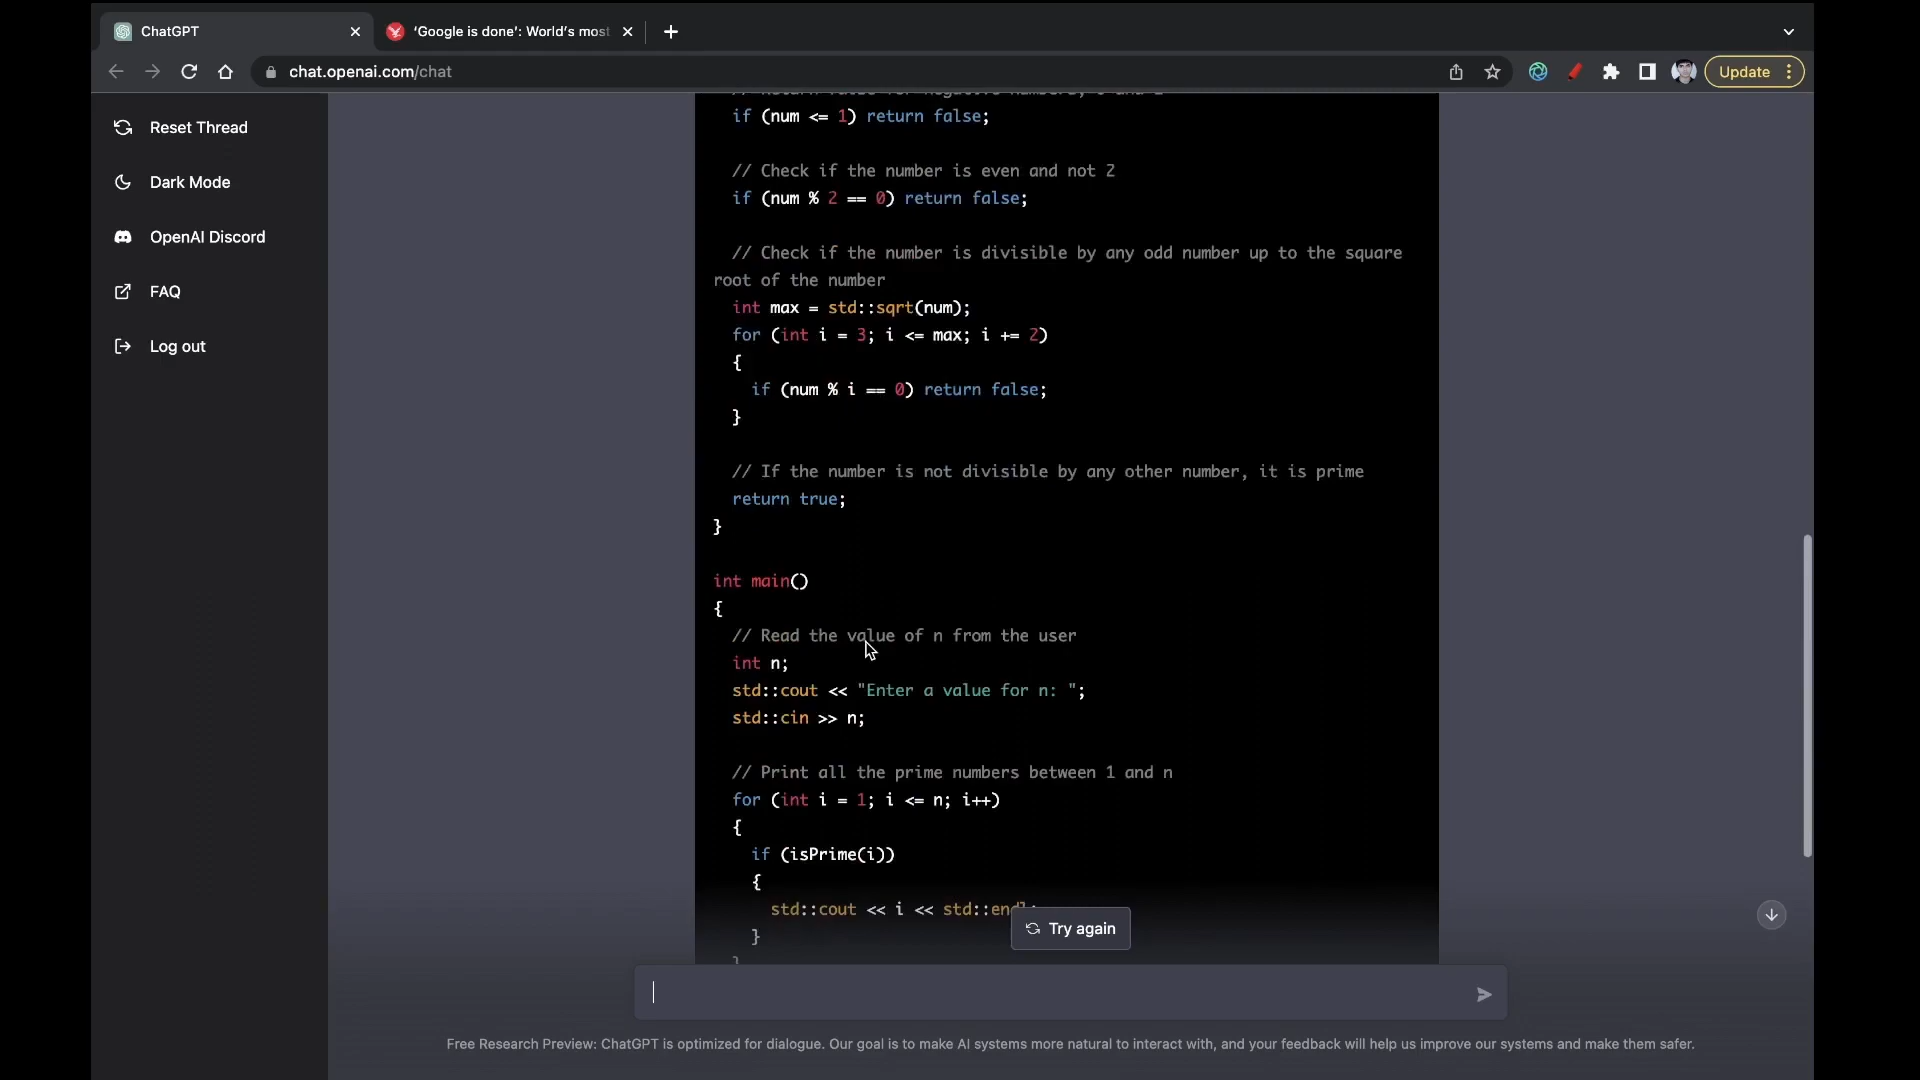 ChatGPT
'Google is done': World's most
chat.openai.com/chat
Update
Reset Thread
Dark Mode
OpenAI Discord
FAQ
Log out
if (num <= 1) return false;
// Check if the number is even and not 2
if (num % 2 == 0) return false;
// Check if the number is divisible by any odd number up to the square
root of the number
int max = std::sqrt(num);
for (int i = 3; i <= max; i += 2)
{
if (num % i == 0) return false;
}
// If the number is not divisible by any other number, it is prime
return true;
}
int main()
{
// Read the value of n from the user
int n;
std::cout << "Enter a value for n: ";
std::cin >> n;
// Print all the prime numbers between 1 and n
for (int i = 1; i <= n; i++)
{
if (isPrime(i))
{
std::cout << i << std::endl;
}
Try again
Free Research Preview: ChatGPT is optimized for dialogue. Our goal is to make AI systems more natural to interact with, and your feedback will help us improve our systems and make them safer.